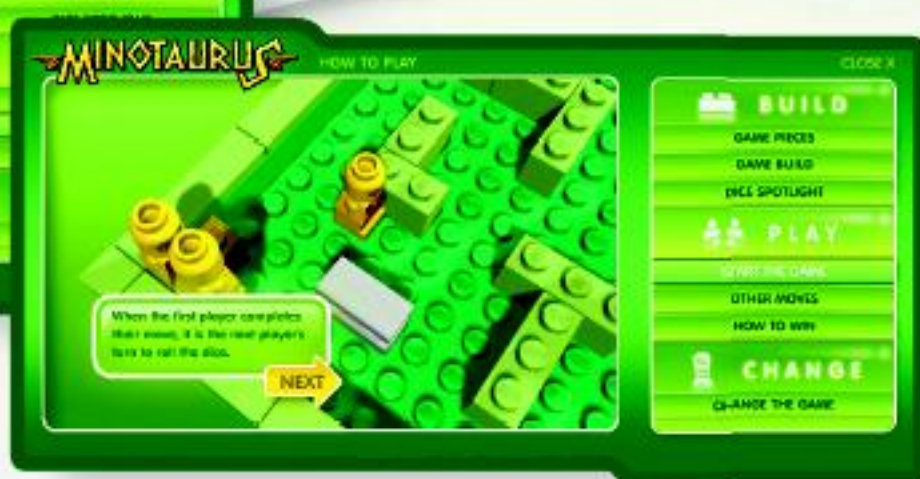 MINOTAURUS
HOW TO PLAY
CLOSE X
When the first player completes
their move, it is the next player's
turn to roll the dice.
NEXT
BUILD
GAME PIECES
GAME BUILD
DICE SPOTLIGHT
PLAY
START THE GAME
OTHER MOVES
HOW TO WIN
CHANGE
CHANGE THE GAME